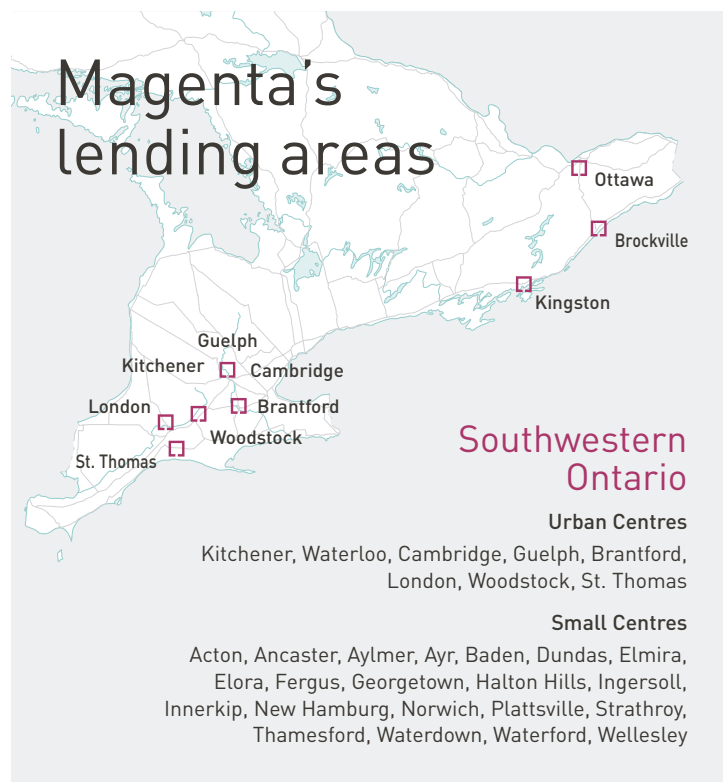 Magenta's
lending areas
Ottawa
Brockville
Kingston
Guelph
Kitchener
Cambridge
London
Brantford
Woodstock
St. Thomas
Southwestern
Ontario
Urban Centres
Kitchener, Waterloo, Cambridge, Guelph, Brantford,
London, Woodstock, St. Thomas
Small Centres
Acton, Ancaster, Aylmer, Ayr, Baden, Dundas, Elmira,
Elora, Fergus, Georgetown, Halton Hills, Ingersoll,
Innerkip, New Hamburg, Norwich, Plattsville, Strathroy,
Thamesford, Waterdown, Waterford, Wellesley